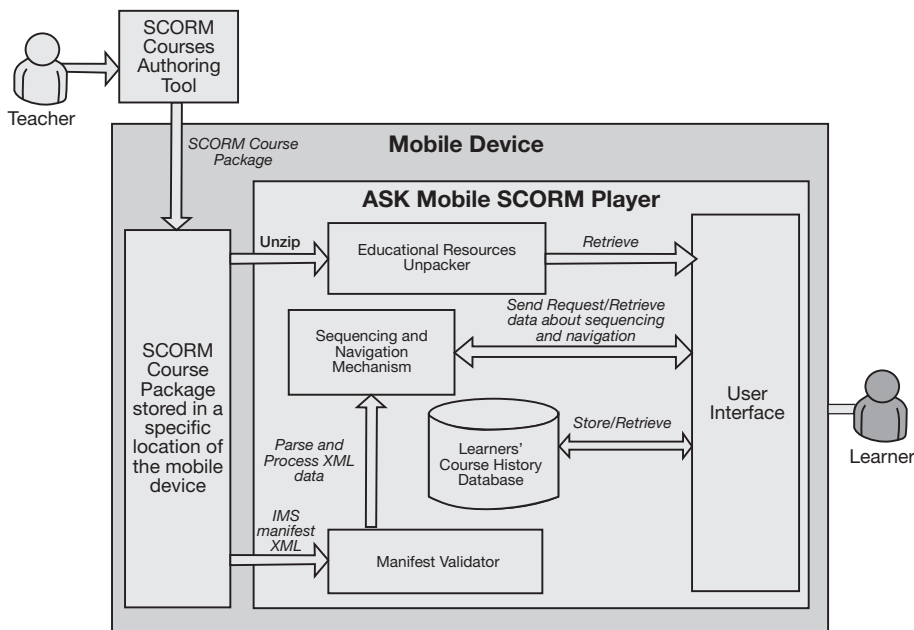 SCORM
Courses
Authoring
Tool
Teacher
SCORM Course
Package
Mobile Device
ASK Mobile SCORM Player
Unzip
Educational Resources
Unpacker
Retrieve
Send Request/Retrieve
data about sequencing
and navigation
Sequencing and
Navigation
Mechanism
SCORM
Course
Package
stored in a
specific
location of
the mobile
device
User
Interface
Learner
Parse and
Process XML
data
Learners'
Course History
Database
Store/Retrieve
IMS
manifest
XML
Manifest Validator